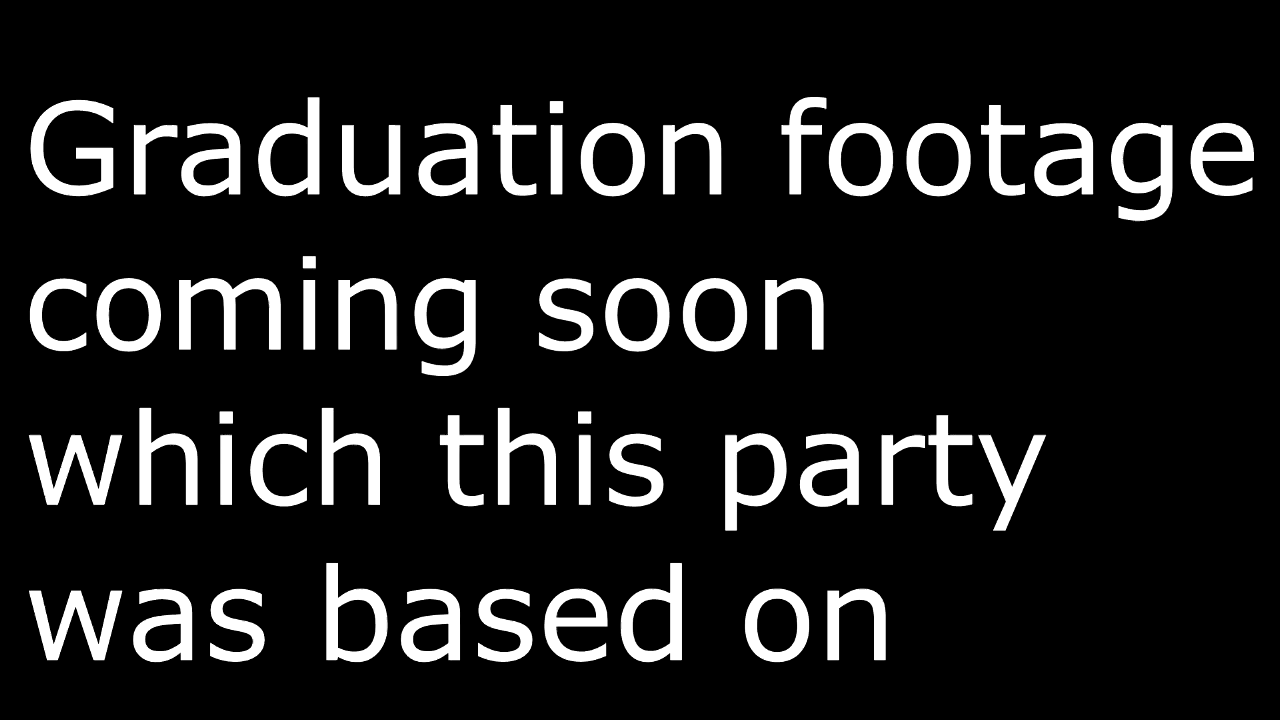 Graduation footage
coming soon
which this party
was based on